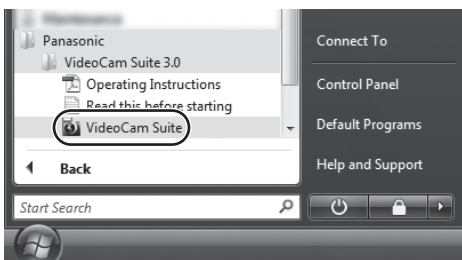 Maintenance
Panasonic
VideoCam Suite 3.0
Operating Instructions
Read this before starting
VideoCam Suite
Back
Start Search
Connect To
Control Panel
Default Programs
Help and Support